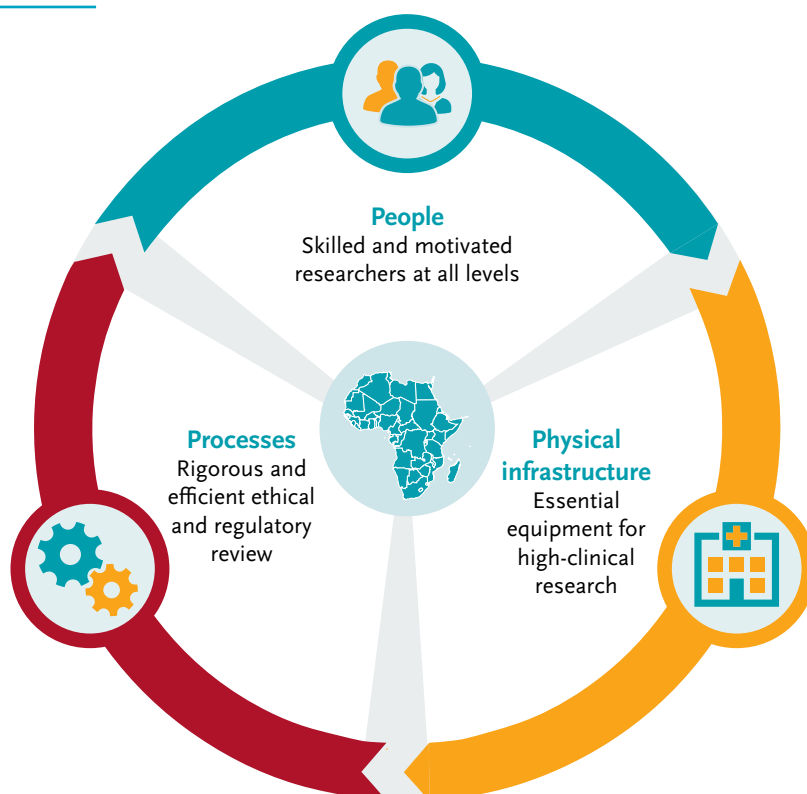 People
Skilled and motivated
researchers at all levels
Processes
Rigorous and
efficient ethical
and regulatory
review
Physical
infrastructure
Essential
equipment for
high-clinical
research